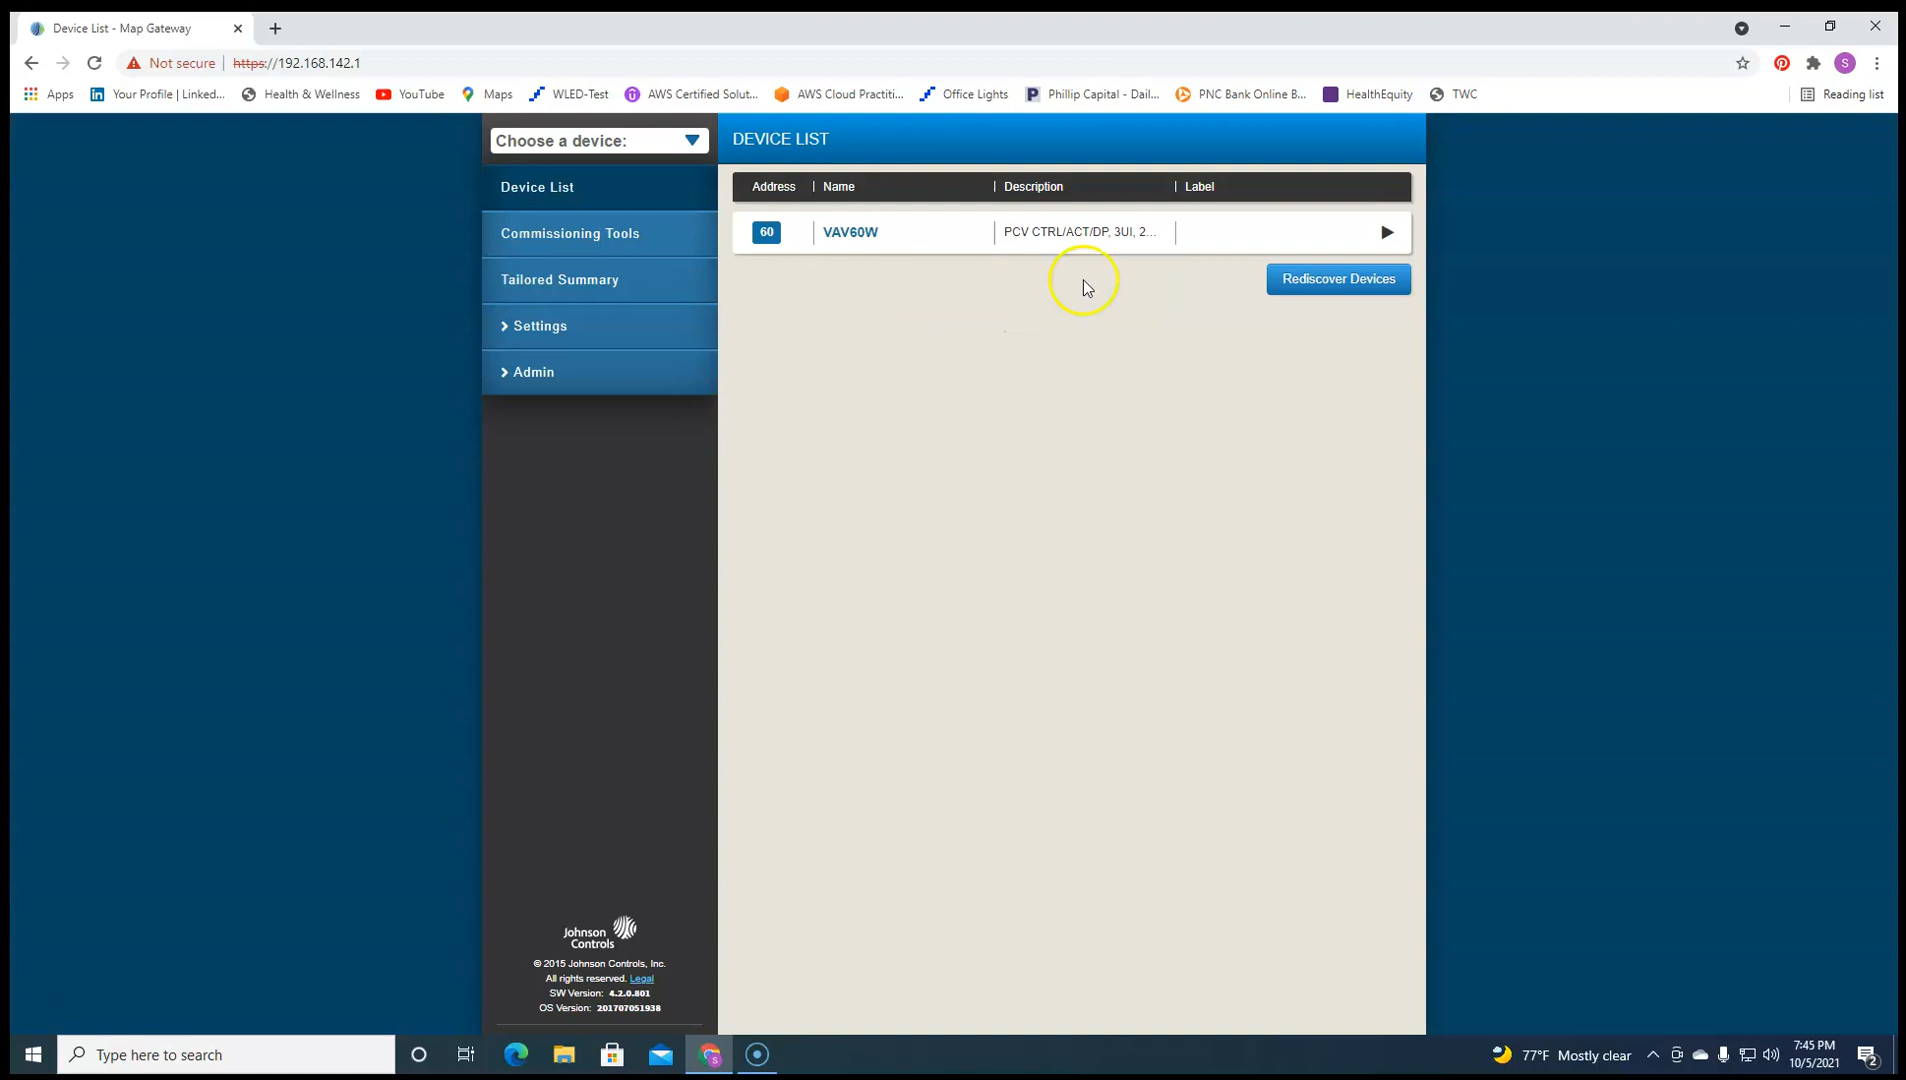 Device List - Map Gateway
Not secure | https://192.168.142.1
Apps Your Profile | Linked... Health & Wellness YouTube Maps WLED-Test AWS Certified Solut... AWS Cloud Practiti... Office Lights Phillip Capital - Dail... PNC Bank Online B... HealthEquity TWC Reading list
Choose a device:
DEVICE LIST
Device List
Commissioning Tools
Tailored Summary
Settings
Admin
Address Name Description Label
60 VAV60W PCV CTRL/ACT/DP, 3UI, 2...
Rediscover Devices
Johnson
Controls
© 2015 Johnson Controls, Inc.
All rights reserved. Legal
SW Version: 4.2.0.801
OS Version: 201707051938
Type here to search
77°F Mostly clear
7:45 PM
10/5/2021
2
S
S
P